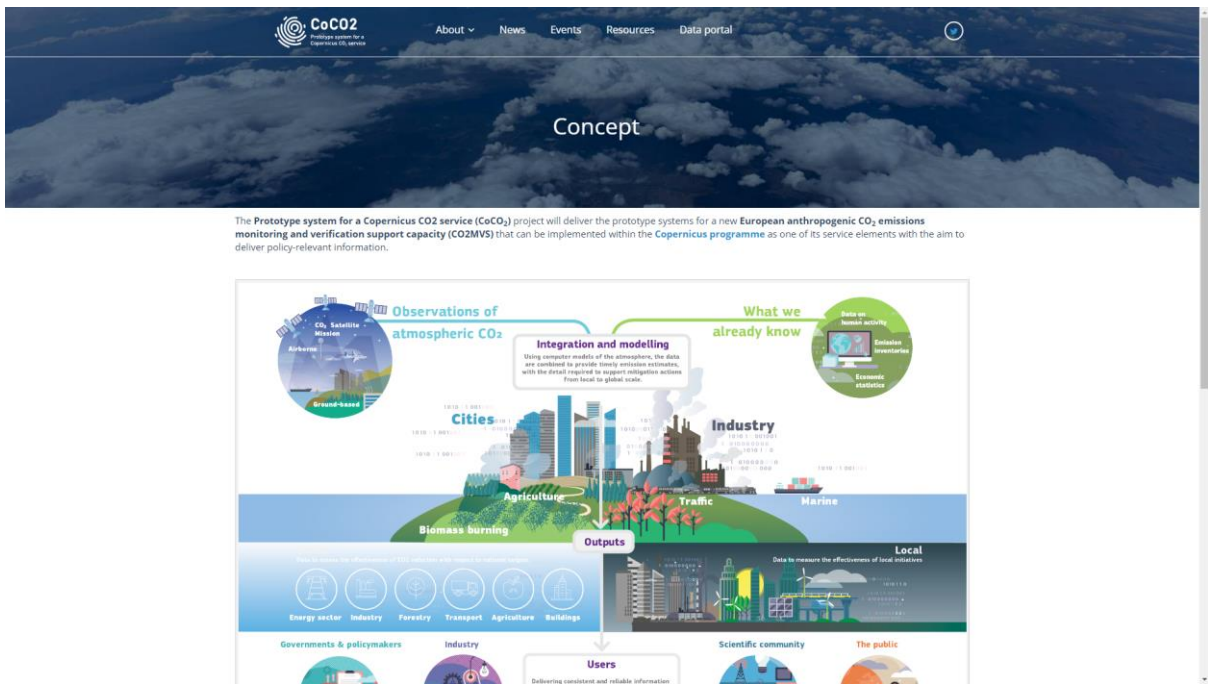 CoCO2
Prototype system for a
Copernicus CO₂ service
About
News
Events
Resources
Data portal
Concept
The Prototype system for a Copernicus CO2 service (CoCO₂) project will deliver the prototype systems for a new European anthropogenic CO₂ emissions
monitoring and verification support capacity (CO2MVS) that can be implemented within the Copernicus programme as one of its service elements with the aim to
deliver policy-relevant information.
Observations of
atmospheric CO₂
CO₂ Satellite
Mission
Airborne
Ground-based
What we
already know
Data on
human activity
Emission
inventories
Economic
statistics
Integration and modelling
Using computer models of the atmosphere, the data
are combined to provide timely emission estimates,
with the detail required to support mitigation actions
from local to global scale.
Cities
Industry
Agriculture
Traffic
Marine
Biomass burning
Outputs
Local
Data to measure the effectiveness of local initiatives
Energy sector
Industry
Forestry
Transport
Agriculture
Buildings
Governments & policymakers
Industry
Users
Delivering consistent and reliable information
Scientific community
The public